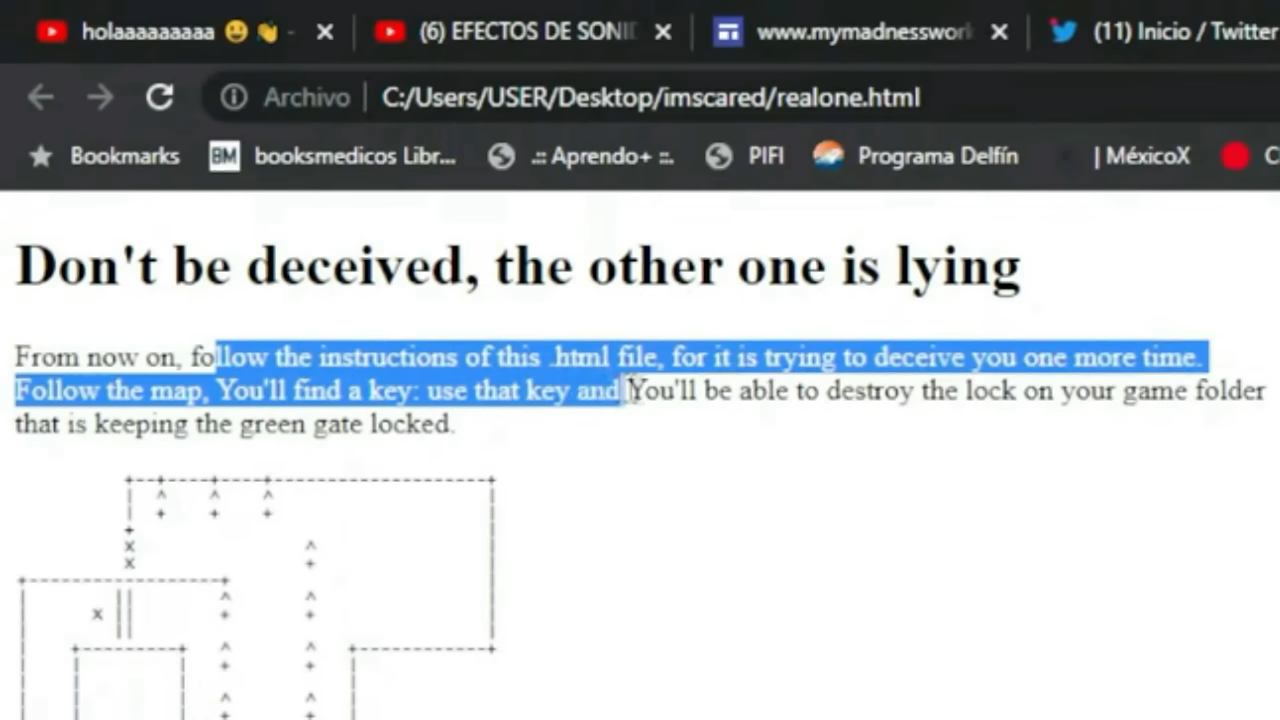 holaaaaaaaaa 😃 👏 -
(6) EFECTOS DE SONI
www.mymadnesswor
(11) Inicio / Twitter
Archivo | C:/Users/USER/Desktop/imscared/realone.html
Bookmarks
BM booksmedicos Libr...
.:: Aprendo+ ::.
PIFI
Programa Delfín
| MéxicoX
C
Don't be deceived, the other one is lying
From now on, follow the instructions of this .html file, for it is trying to deceive you one more time.
Follow the map, You'll find a key: use that key and You'll be able to destroy the lock on your game folder
that is keeping the green gate locked.